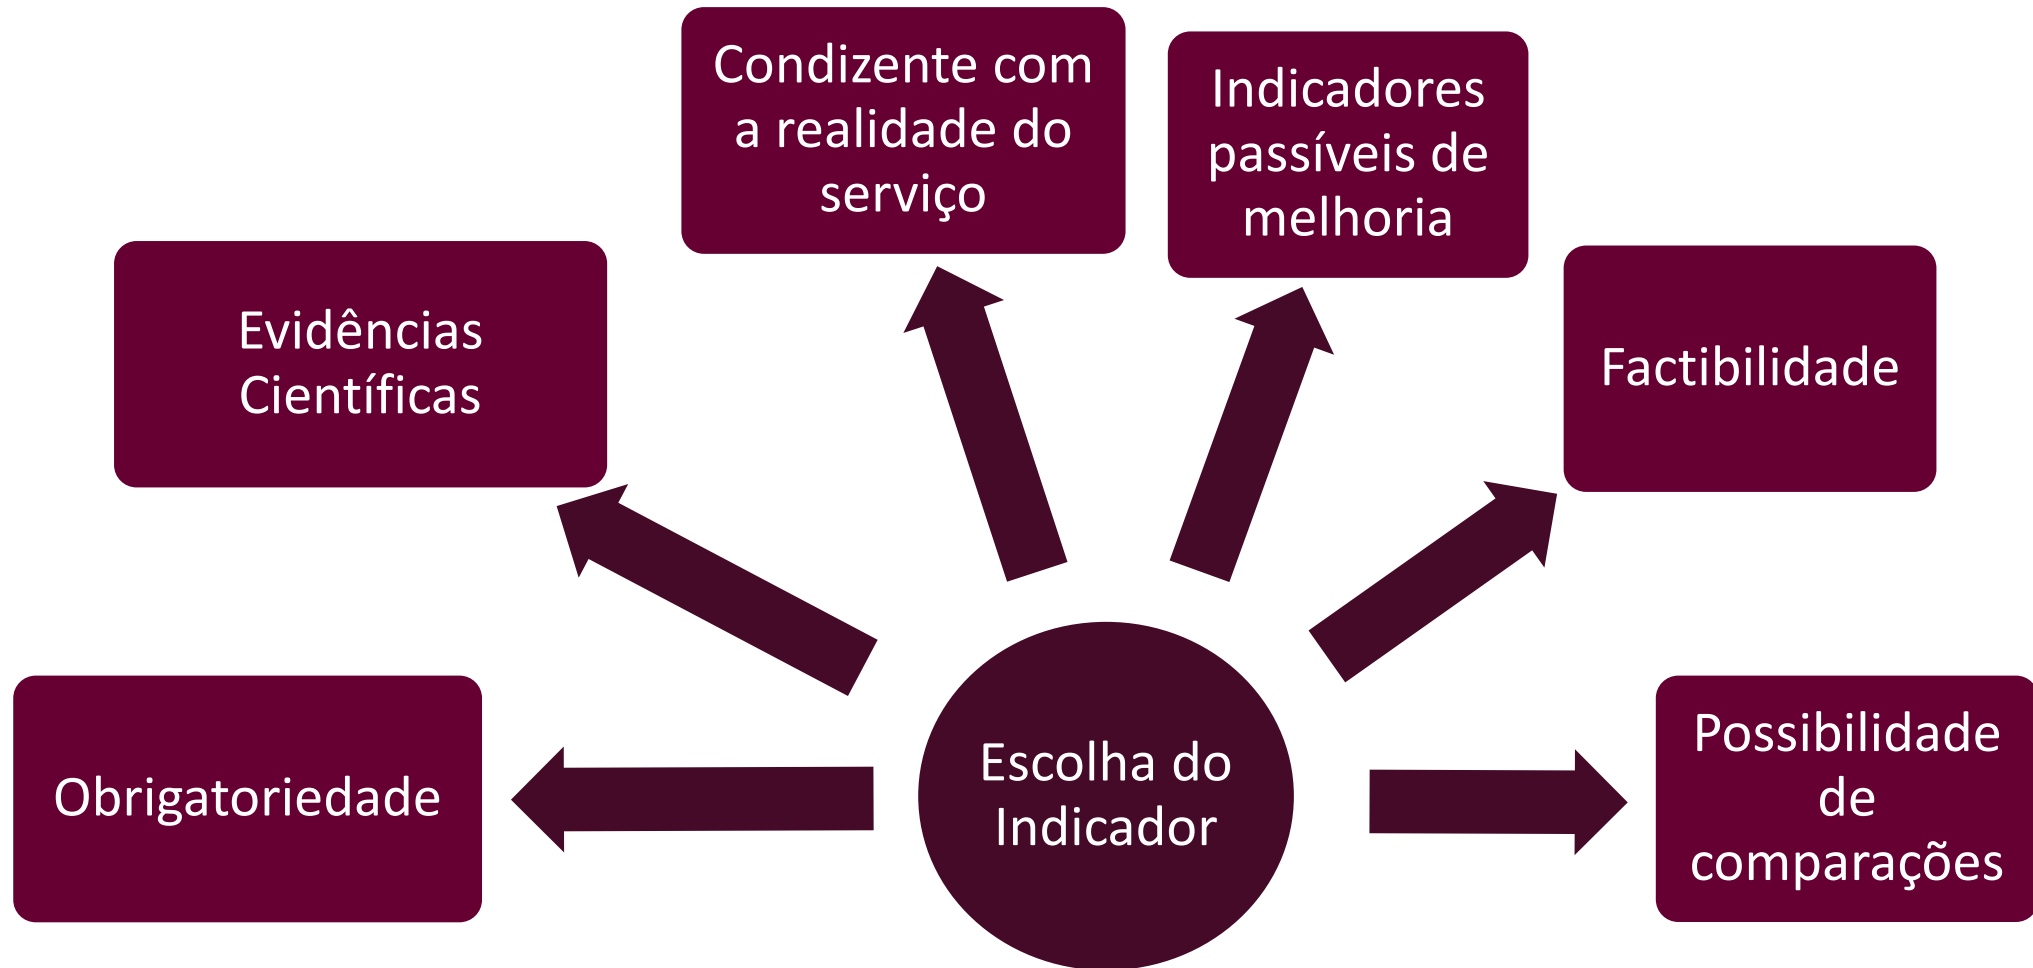 Condizente com
a realidade do
serviço
Indicadores
passíveis de
melhoria
Evidências
Científicas
Factibilidade
Obrigatoriedade
Escolha do
Indicador
Possibilidade
de
comparações